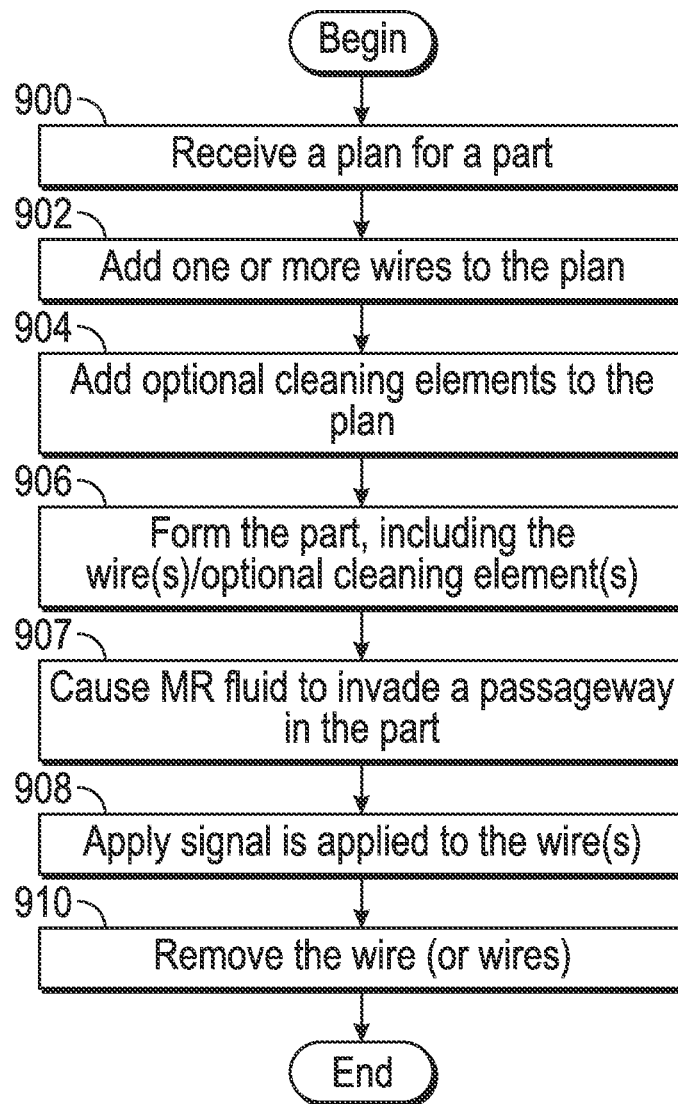 Begin
900
Receive a plan for a part
902
Add one or more wires to the plan
904
Add optional cleaning elements to the
plan
906
Form the part, including the
wire(s)/optional cleaning element(s)
907
Cause MR fluid to invade a passageway
in the part
908
Apply signal is applied to the wire(s)
910
Remove the wire (or wires)
End